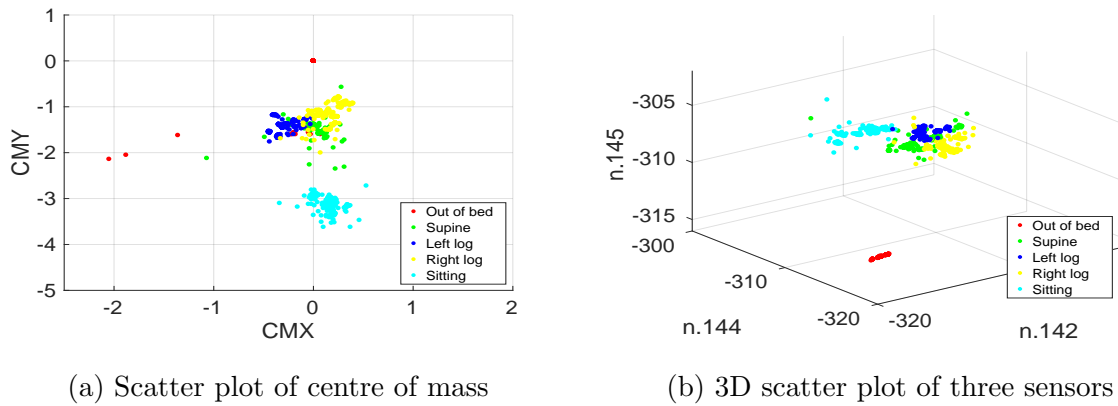 1
0
-1
-2
-3
-4
-5
CMY
-2
-1
0
1
2
CMX
Out of bed
Supine
Left log
Right log
Sitting
-305
-310
-315
n.145
-300
-310
-320
n.144
-320
n.142
Out of bed
Supine
Left log
Right log
Sitting
(a) Scatter plot of centre of mass
(b) 3D scatter plot of three sensors